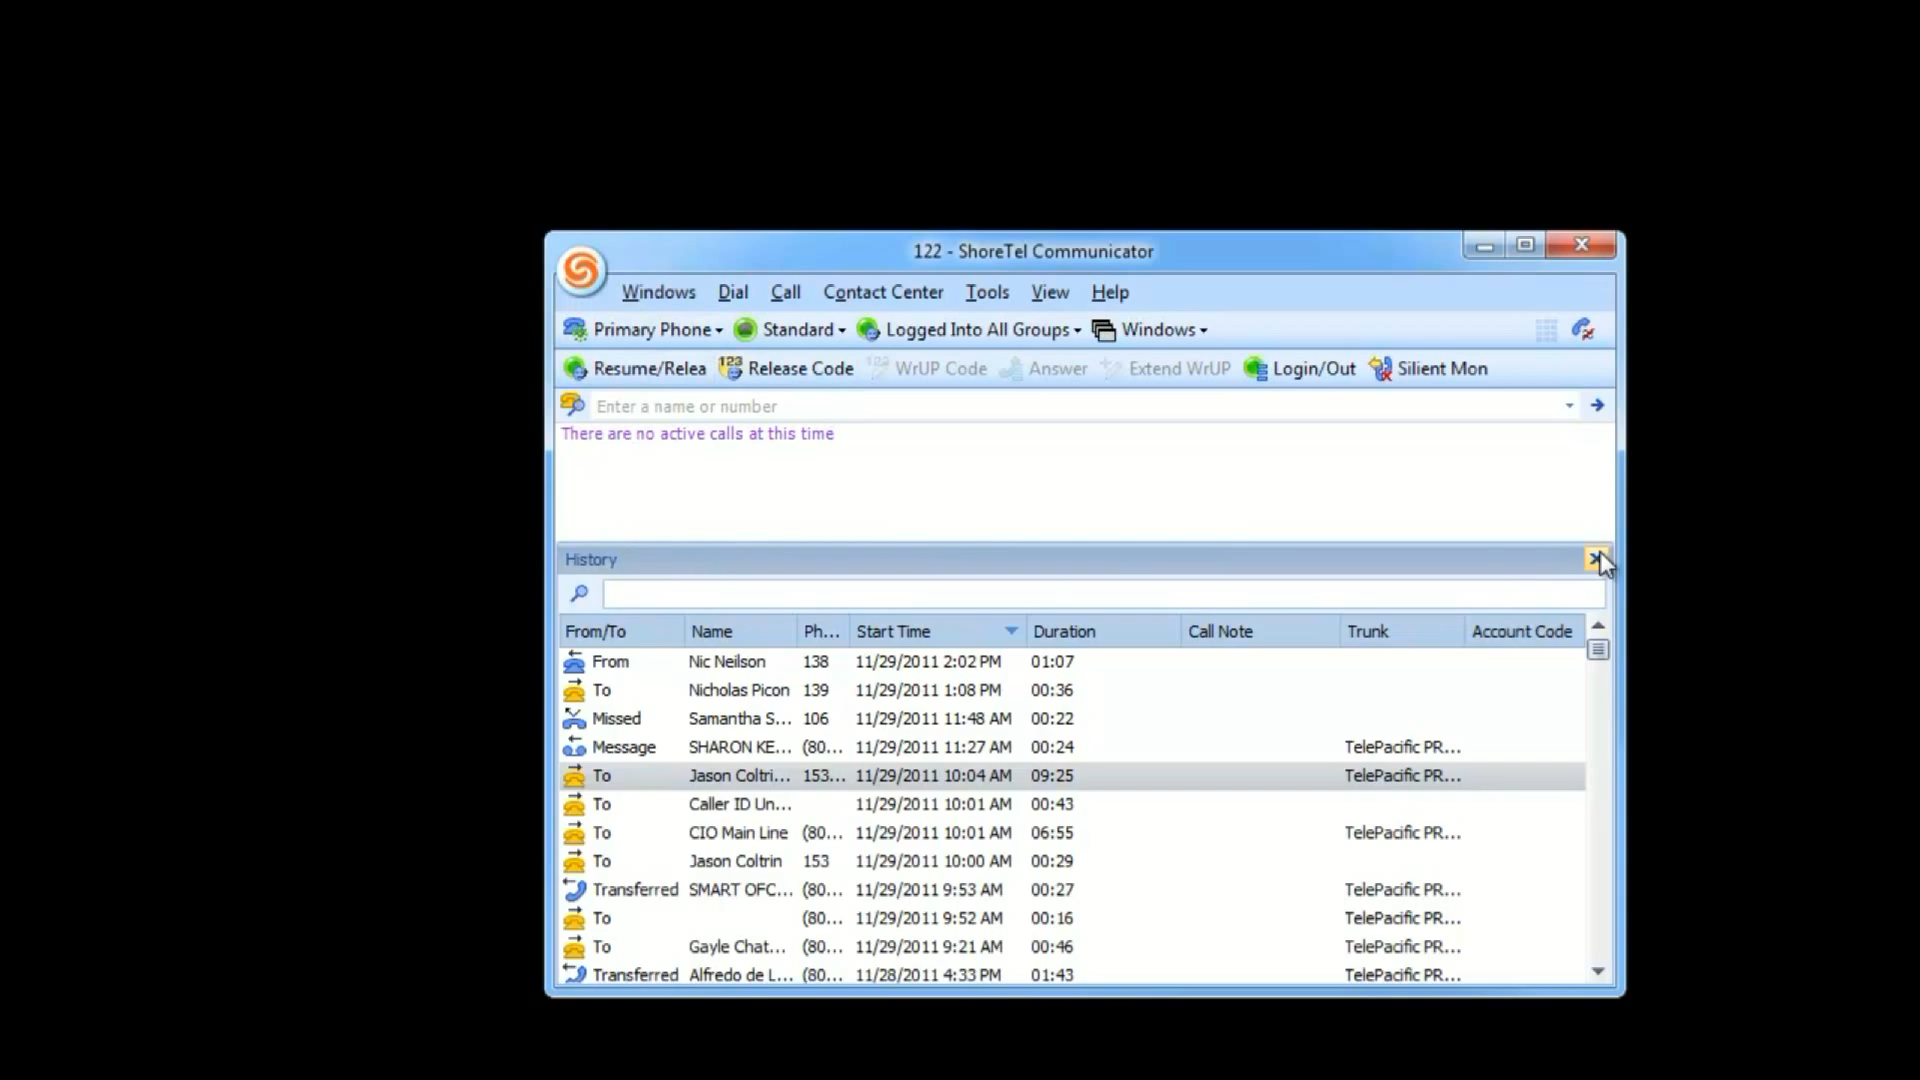 122 - ShoreTel Communicator
Windows Dial Call Contact Center Tools View Help
Primary Phone Standard Logged Into All Groups Windows
Resume/Relea 123 Release Code 123 WrUP Code Answer Extend WrUP Login/Out Silient Mon
Enter a name or number
There are no active calls at this time
History
From/To Name Ph... Start Time Duration Call Note Trunk Account Code
From Nic Neilson 138 11/29/2011 2:02 PM 01:07
To Nicholas Picon 139 11/29/2011 1:08 PM 00:36
Missed Samantha S... 106 11/29/2011 11:48 AM 00:22
Message SHARON KE... (80... 11/29/2011 11:27 AM 00:24 TelePacific PR...
To Jason Coltri... 153... 11/29/2011 10:04 AM 09:25 TelePacific PR...
To Caller ID Un... 11/29/2011 10:01 AM 00:43
To CIO Main Line (80... 11/29/2011 10:01 AM 06:55 TelePacific PR...
To Jason Coltrin 153 11/29/2011 10:00 AM 00:29
Transferred SMART OFC... (80... 11/29/2011 9:53 AM 00:27 TelePacific PR...
To (80... 11/29/2011 9:52 AM 00:16 TelePacific PR...
To Gayle Chat... (80... 11/29/2011 9:21 AM 00:46 TelePacific PR...
Transferred Alfredo de L... (80... 11/28/2011 4:33 PM 01:43 TelePacific PR...